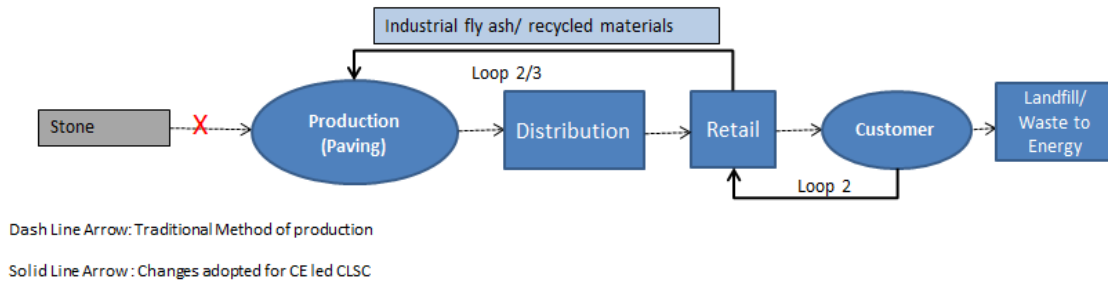 Industrial fly ash/ recycled materials
Loop 2/3
Stone
X
Production
(Paving)
Distribution
Retail
Customer
Landfill/
Waste to
Energy
Loop 2
Dash Line Arrow: Traditional Method of production
Solid Line Arrow : Changes adopted for CE led CLSC